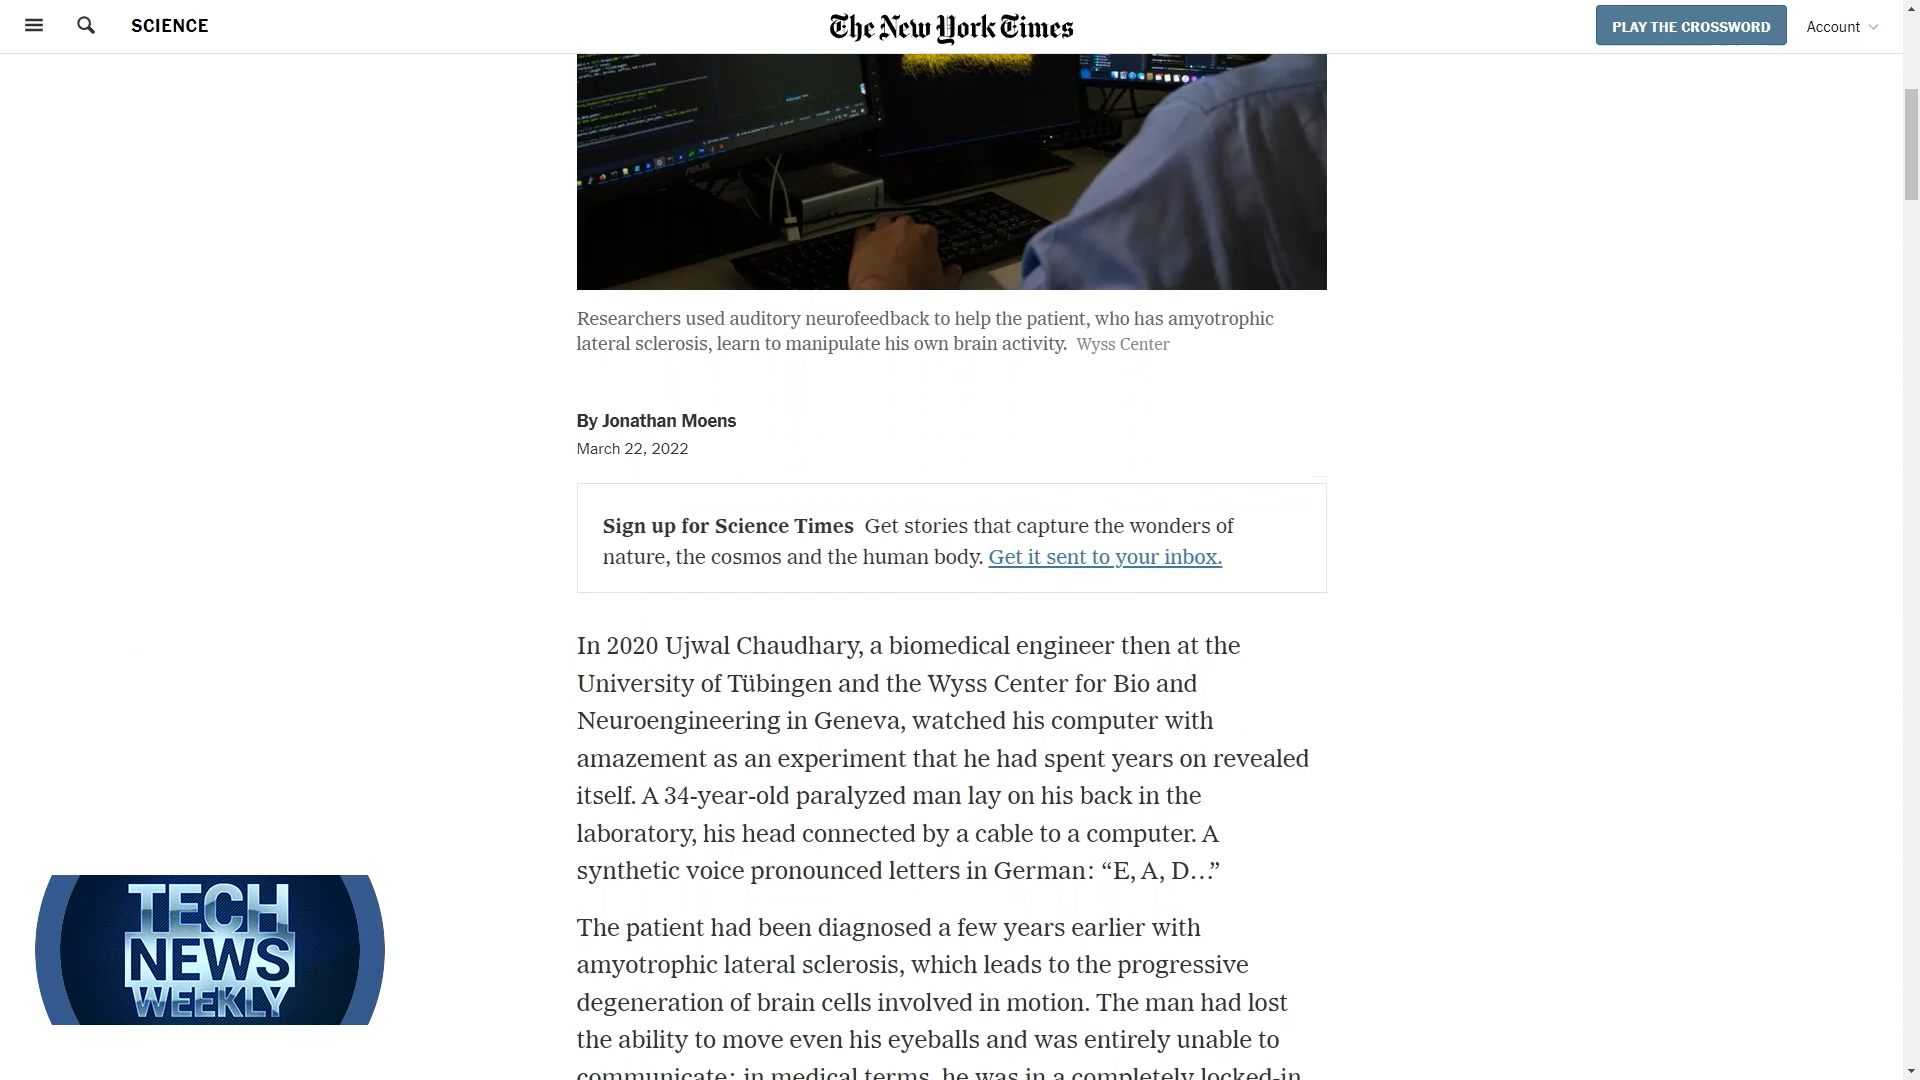 SCIENCE
The New York Times
PLAY THE CROSSWORD
Account
Researchers used auditory neurofeedback to help the patient, who has amyotrophic
lateral sclerosis, learn to manipulate his own brain activity. Wyss Center
By Jonathan Moens
March 22, 2022
Sign up for Science Times Get stories that capture the wonders of
nature, the cosmos and the human body. Get it sent to your inbox.
In 2020 Ujwal Chaudhary, a biomedical engineer then at the
University of Tübingen and the Wyss Center for Bio and
Neuroengineering in Geneva, watched his computer with
amazement as an experiment that he had spent years on revealed
itself. A 34-year-old paralyzed man lay on his back in the
laboratory, his head connected by a cable to a computer. A
synthetic voice pronounced letters in German: “E, A, D…”
The patient had been diagnosed a few years earlier with
amyotrophic lateral sclerosis, which leads to the progressive
degeneration of brain cells involved in motion. The man had lost
the ability to move even his eyeballs and was entirely unable to
communicate; in medical terms, he was in a completely locked-in
TECH
NEWS
WEEKLY